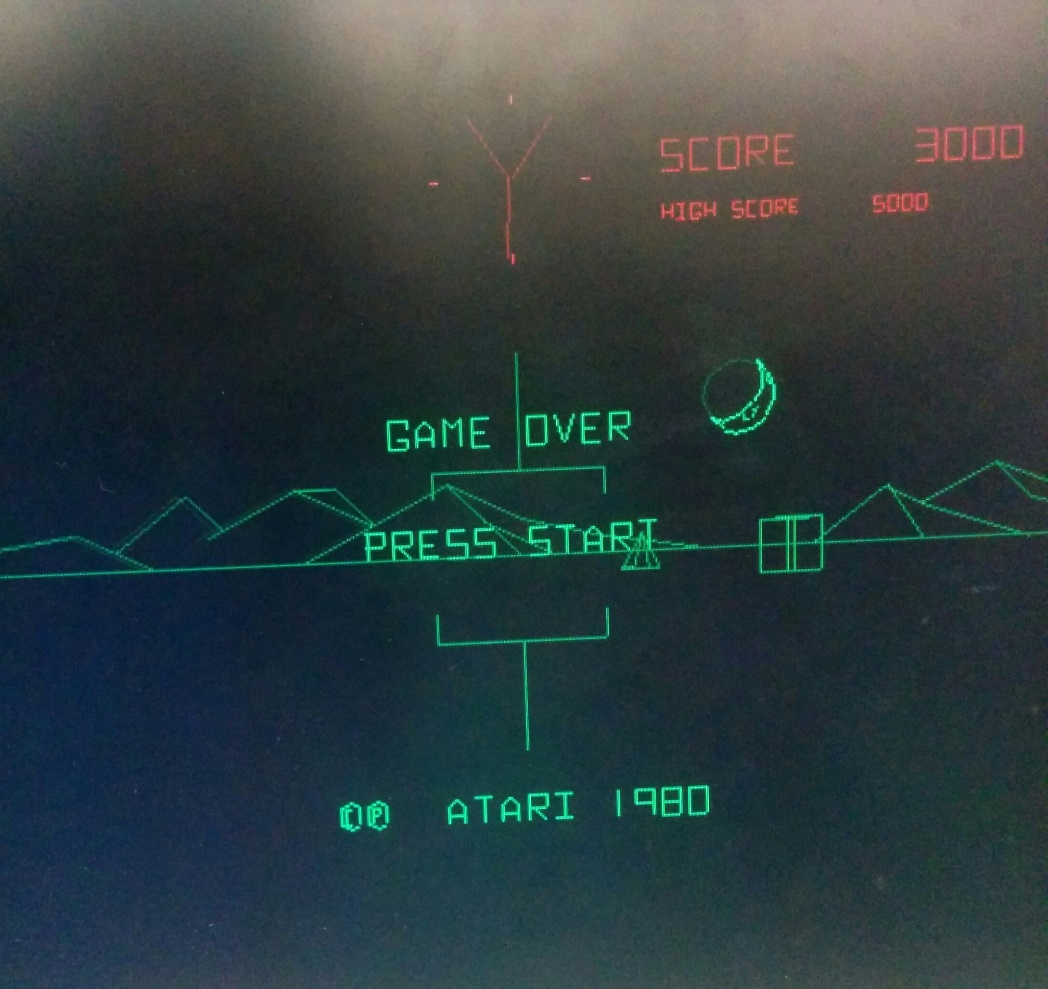 SCORE 3000
HIGH SCORE 5000
GAME OVER
PRESS START
©℗ ATARI 1980